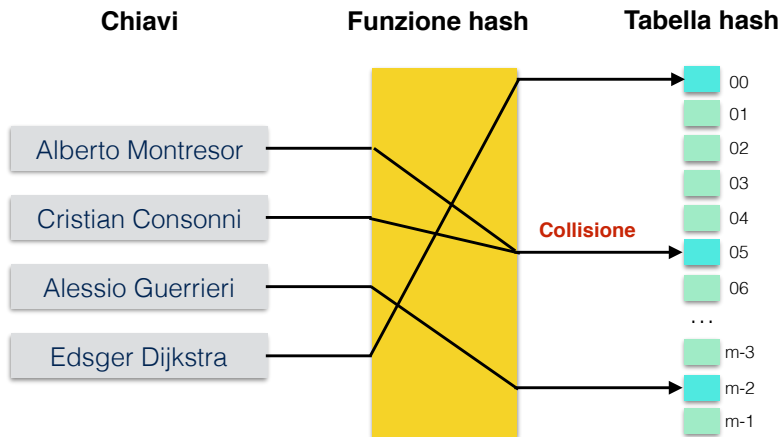 Chiavi
Funzione hash
Tabella hash
Alberto Montresor
Cristian Consonni
Alessio Guerrieri
Edsger Dijkstra
Collisione
00
01
02
03
04
05
06
...
m-3
m-2
m-1